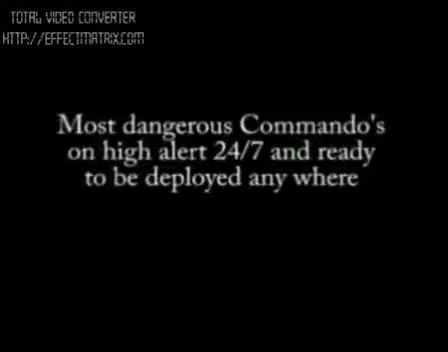 TOTAL VIDEO CONVERTER
HTTP://EFFECTMATRIX.COM
Most dangerous Commando's
on high alert 24/7 and ready
to be deployed any where